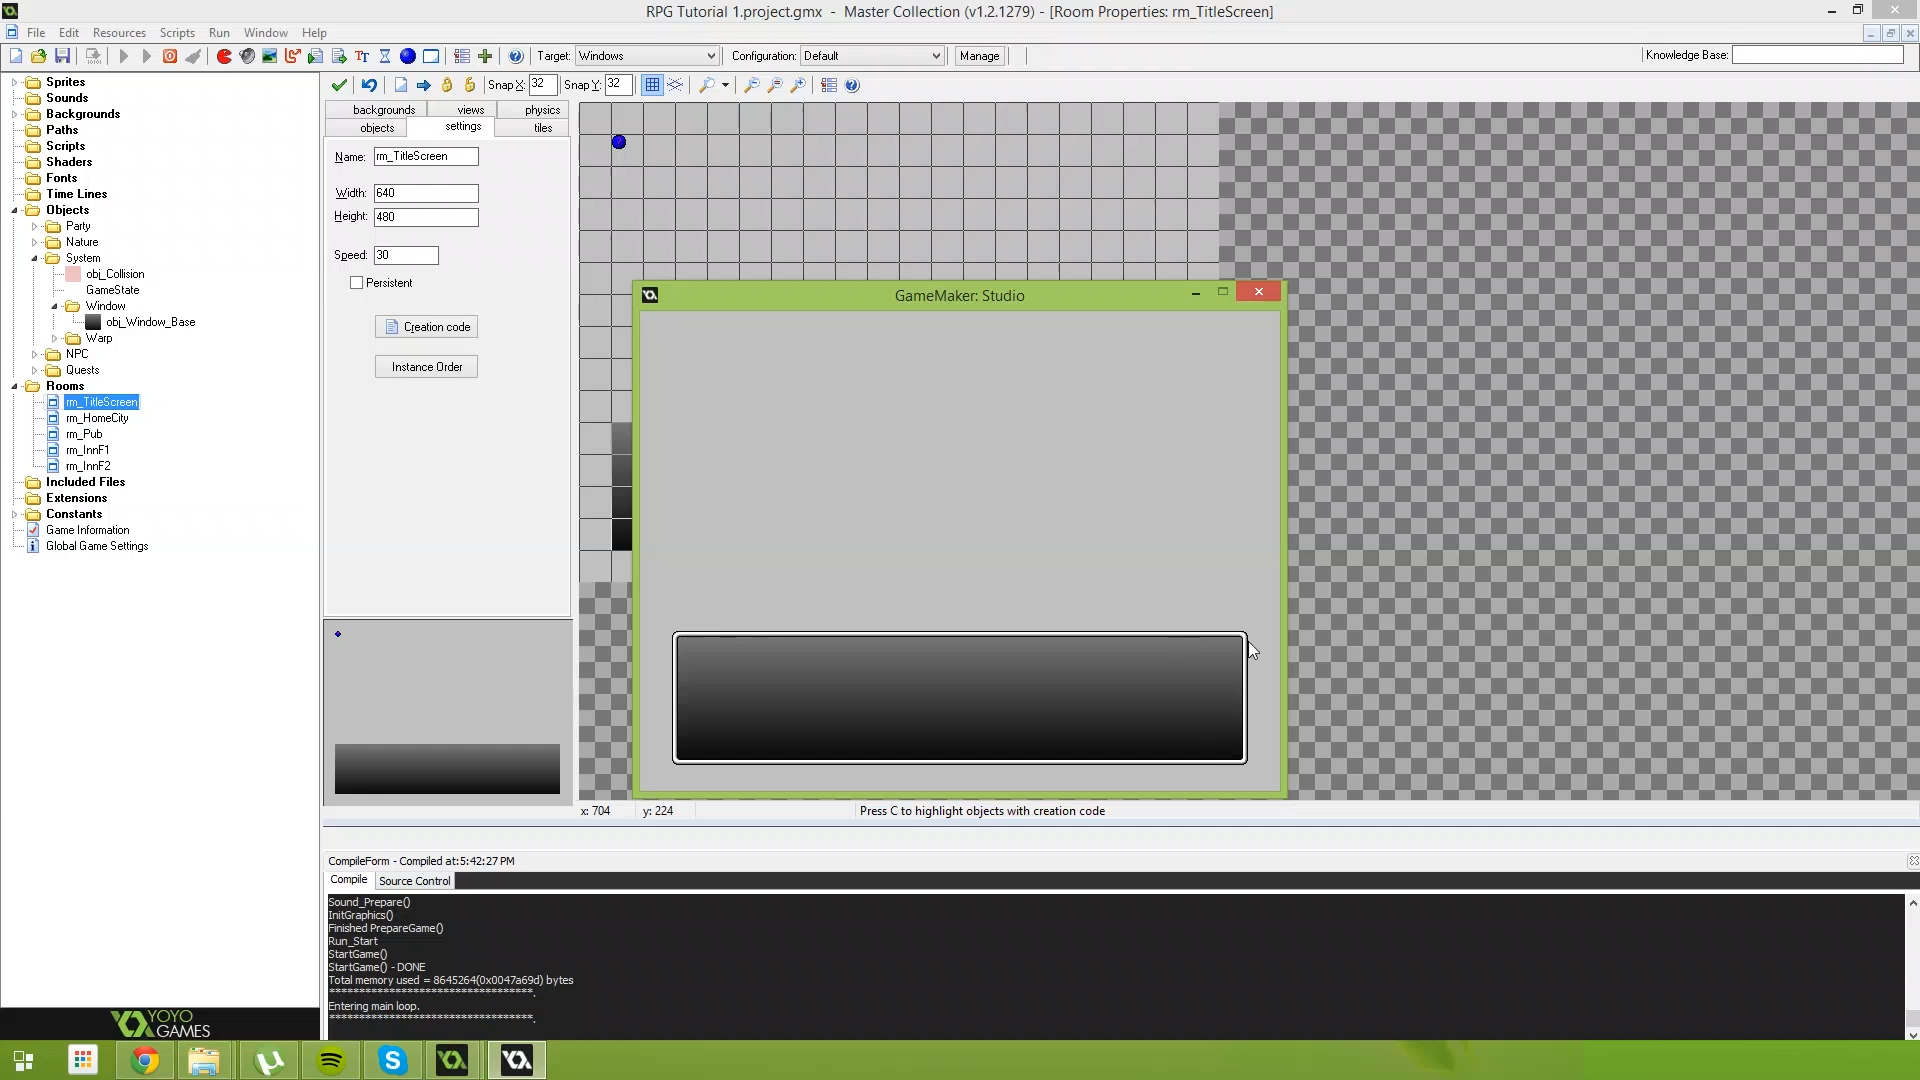 RPG Tutorial 1.project.gmx - Master Collection (v1.2.1279) - [Room Properties: rm_TitleScreen]
File Edit Resources Scripts Run Window Help
Target: Windows Configuration: Default Manage Knowledge Base:
Snap X: 32 Snap Y: 32
Sprites
Sounds
Backgrounds
Paths
Scripts
Shaders
Fonts
Time Lines
Objects
Party
Nature
System
obj_Collision
GameState
Window
obj_Window_Base
Warp
NPC
Quests
Rooms
rm_TitleScreen
rm_HomeCity
rm_Pub
rm_InnF1
rm_InnF2
Included Files
Extensions
Constants
Game Information
Global Game Settings
YOYO
GAMES
backgrounds views physics
objects settings tiles
Name: rm_TitleScreen
Width: 640
Height: 480
Speed: 30
Persistent
Creation code
Instance Order
GameMaker: Studio
x: 704 y: 224 Press C to highlight objects with creation code
CompileForm - Compiled at:5:42:27 PM
Compile Source Control
Sound_Prepare()
InitGraphics()
Finished PrepareGame()
Run_Start
StartGame()
StartGame() - DONE
Total memory used = 8645264(0x0047a69d) bytes
**********************************.
Entering main loop.
**********************************.